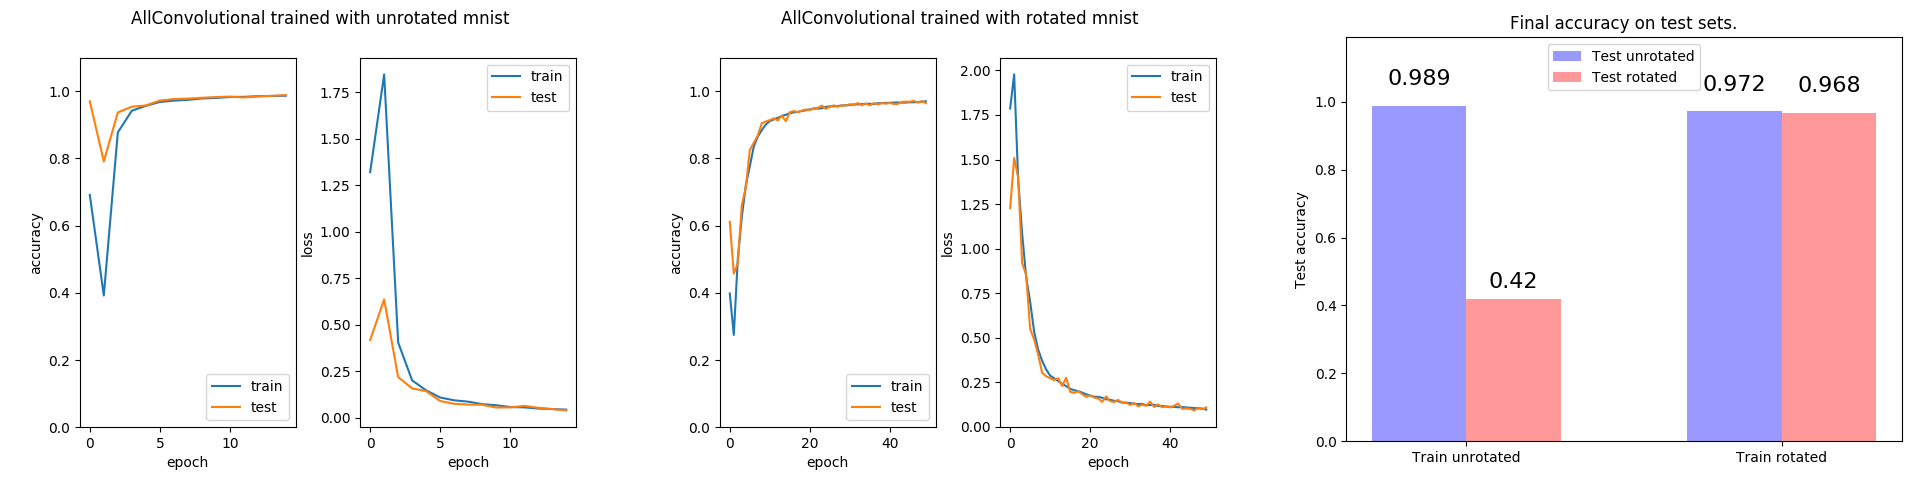 AllConvolutional trained with unrotated mnist
accuracy
1.0
0.8
0.6
0.4
0.2
0.0
0
5
10
epoch
train
test
loss
1.75
1.50
1.25
1.00
0.75
0.50
0.25
0.00
0
5
10
epoch
train
test
AllConvolutional trained with rotated mnist
accuracy
1.0
0.8
0.6
0.4
0.2
0.0
0
20
40
epoch
train
test
loss
2.00
1.75
1.50
1.25
1.00
0.75
0.50
0.25
0.00
0
20
40
epoch
train
test
Final accuracy on test sets.
Test unrotated
Test rotated
Test accuracy
1.0
0.8
0.6
0.4
0.2
0.0
0.989
0.42
0.972
0.968
Train unrotated
Train rotated